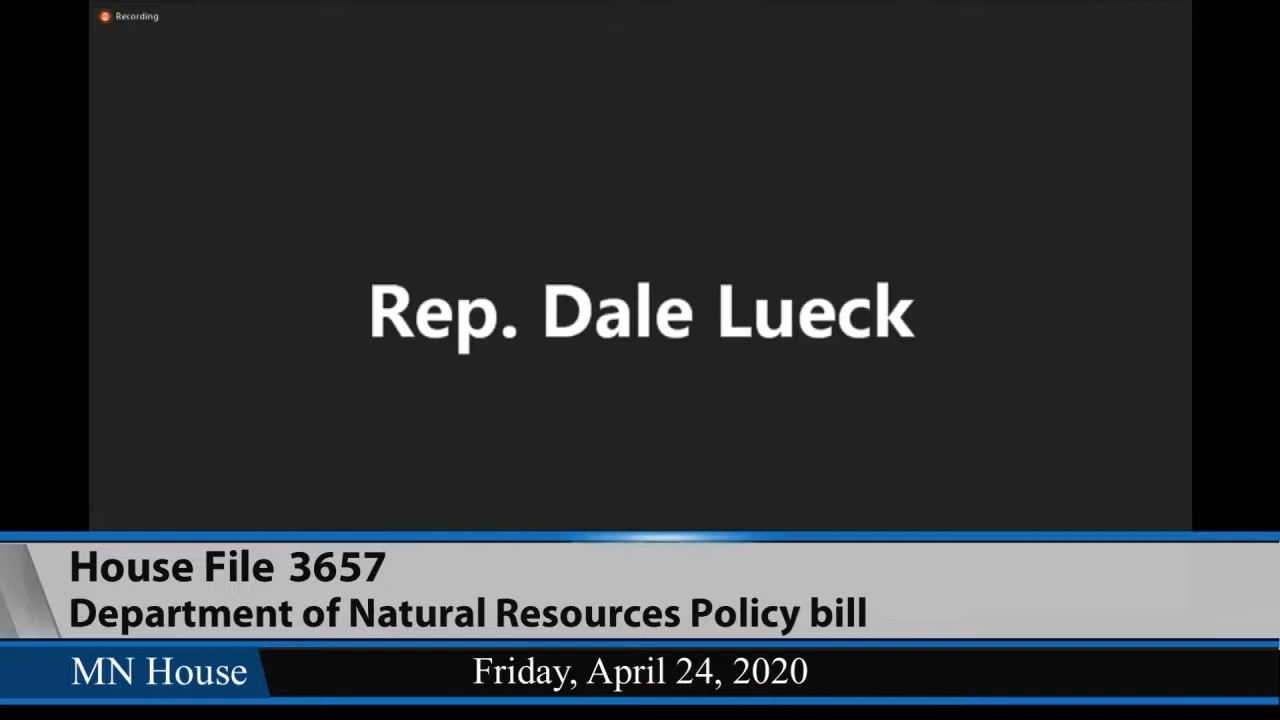 Recording
Rep. Dale Lueck
House File 3657
Department of Natural Resources Policy bill
MN House
Friday, April 24, 2020